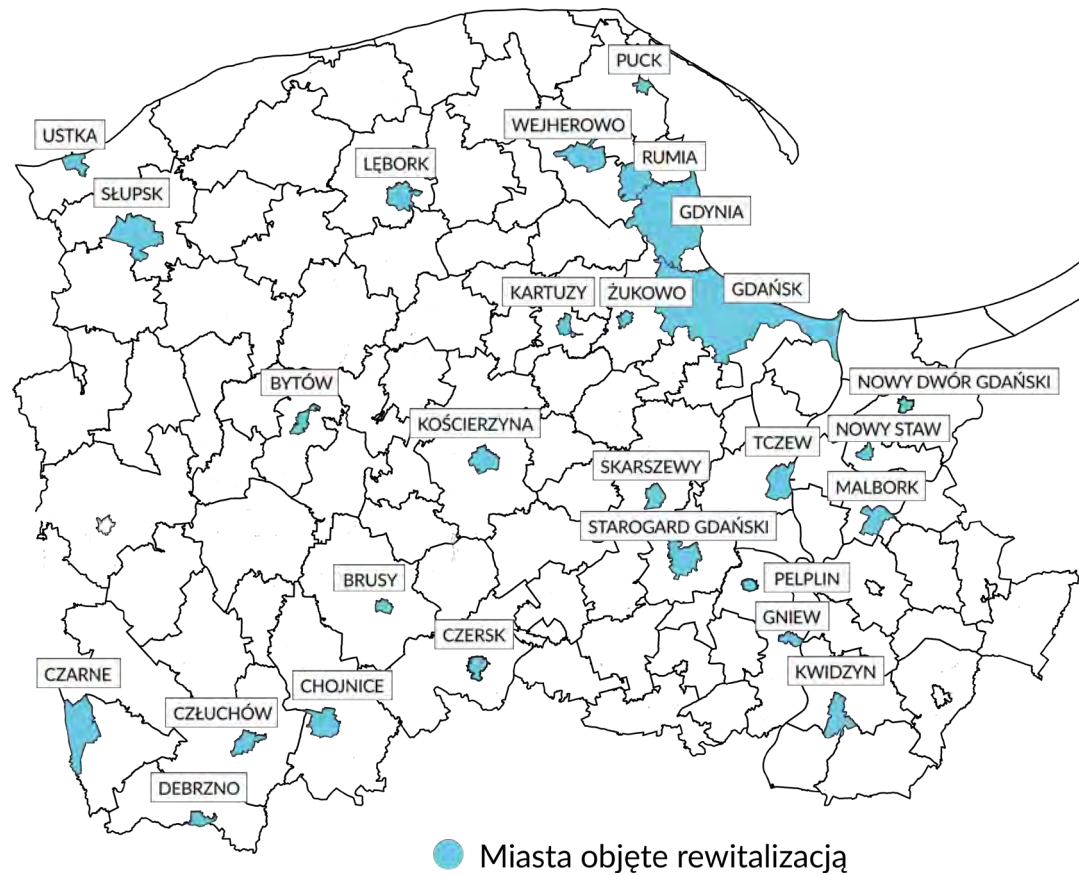 PUCK
WEJHEROWO
USTKA
LĘBORK
RUMIA
SŁUPSK
GDYNIA
KARTUZY
ŻUKOWO
GDAŃSK
BYTÓW
NOWY DWÓR GDAŃSKI
KOŚCIERZYNA
NOWY STAW
TCZEW
SKARSZEWY
MALBORK
STAROGARD GDAŃSKI
BRUSY
PELPLIN
GNIEW
CZERSK
CZARNE
KWIDZYN
CHOJNICE
CZŁUCHÓW
DEBRZNO
Miasta objęte rewitalizacją